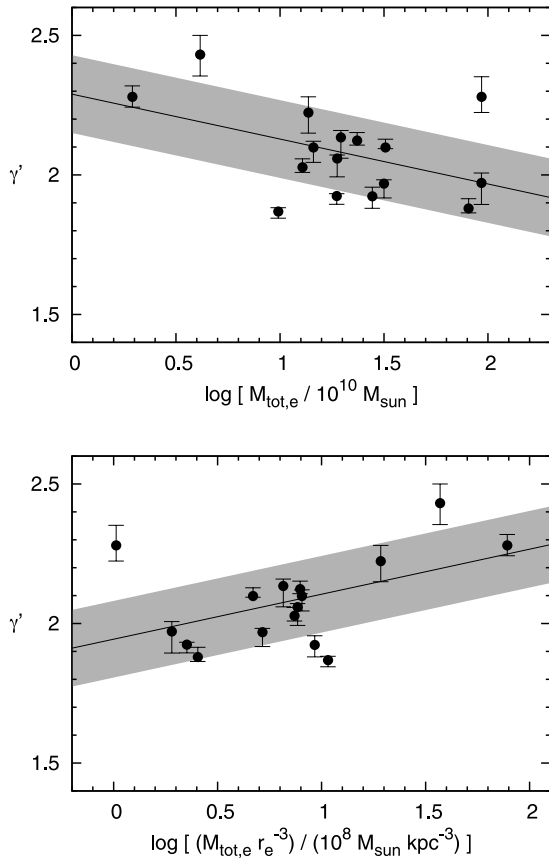 2.5
2
1.5
γ'
0 0.5 1 1.5 2
log [ M_tot,e / 10^10 M_sun ]
2.5
2
1.5
γ'
0 0.5 1 1.5 2
log [ (M_tot,e r_e^-3) / (10^8 M_sun kpc^-3) ]